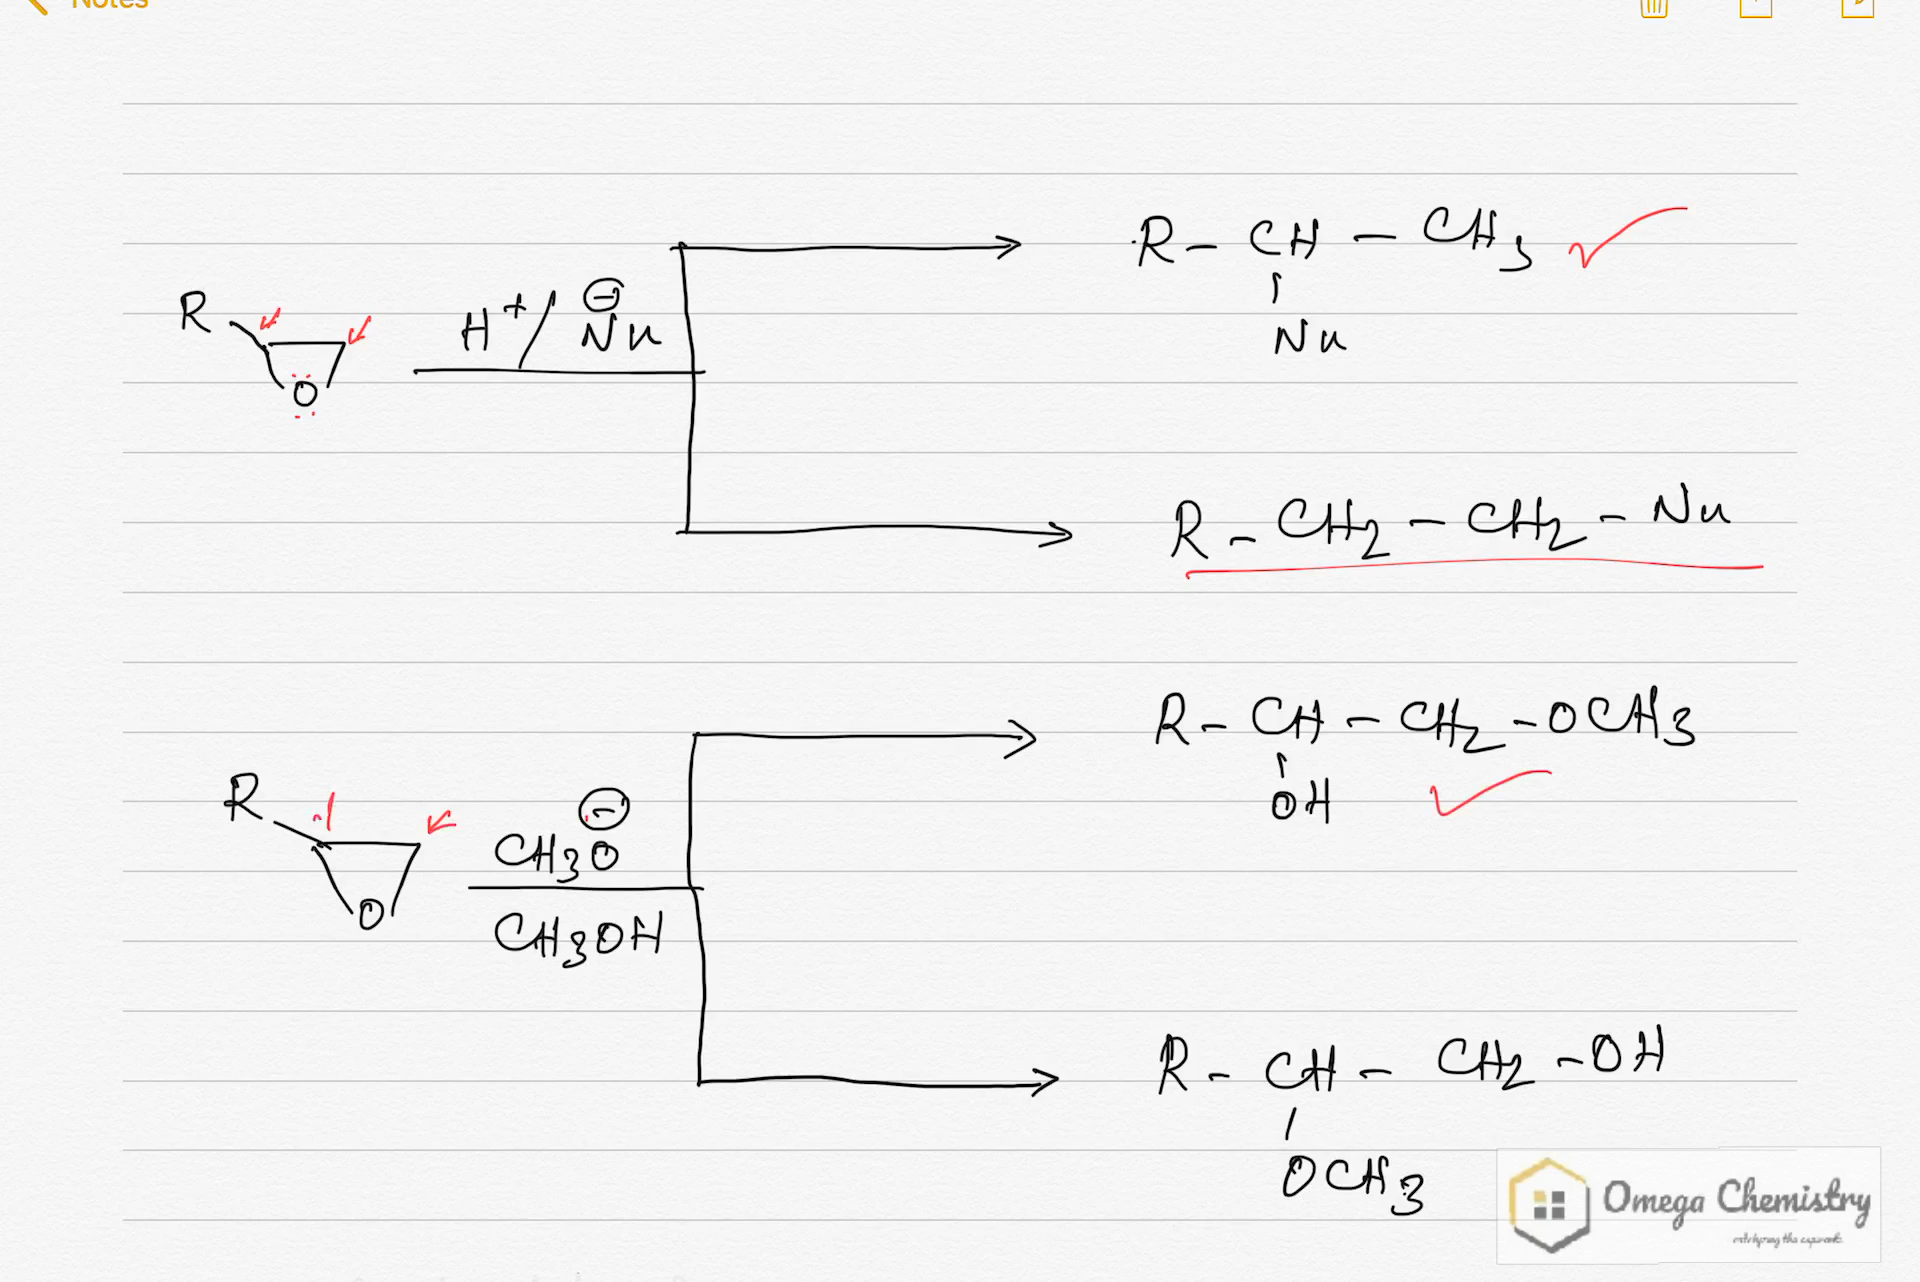 Notes
R – CH – CH3
Nu
R
O
H+/ ⊖Nu
R – CH2 – CH2 – Nu
R – CH – CH2 – OCH3
OH
R
O
CH3O⊖
CH3OH
R – CH – CH2 – OH
OCH3
Omega Chemistry